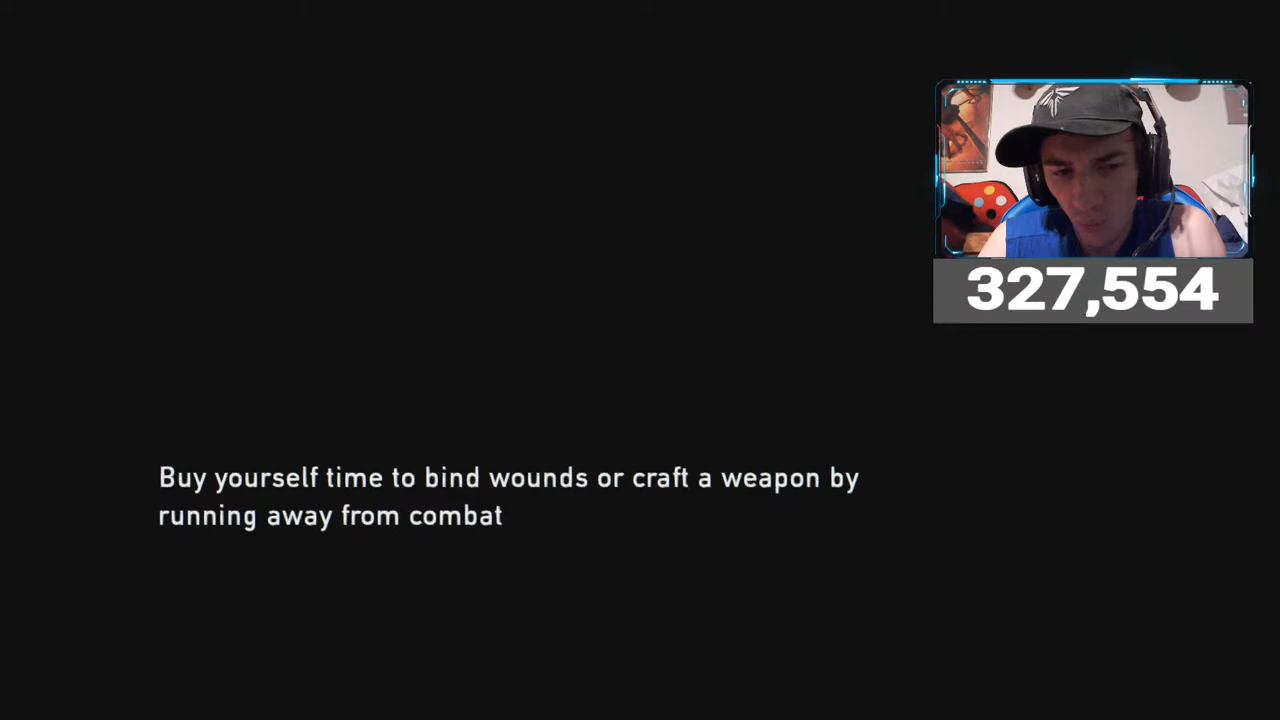 327,554
Buy yourself time to bind wounds or craft a weapon by
running away from combat